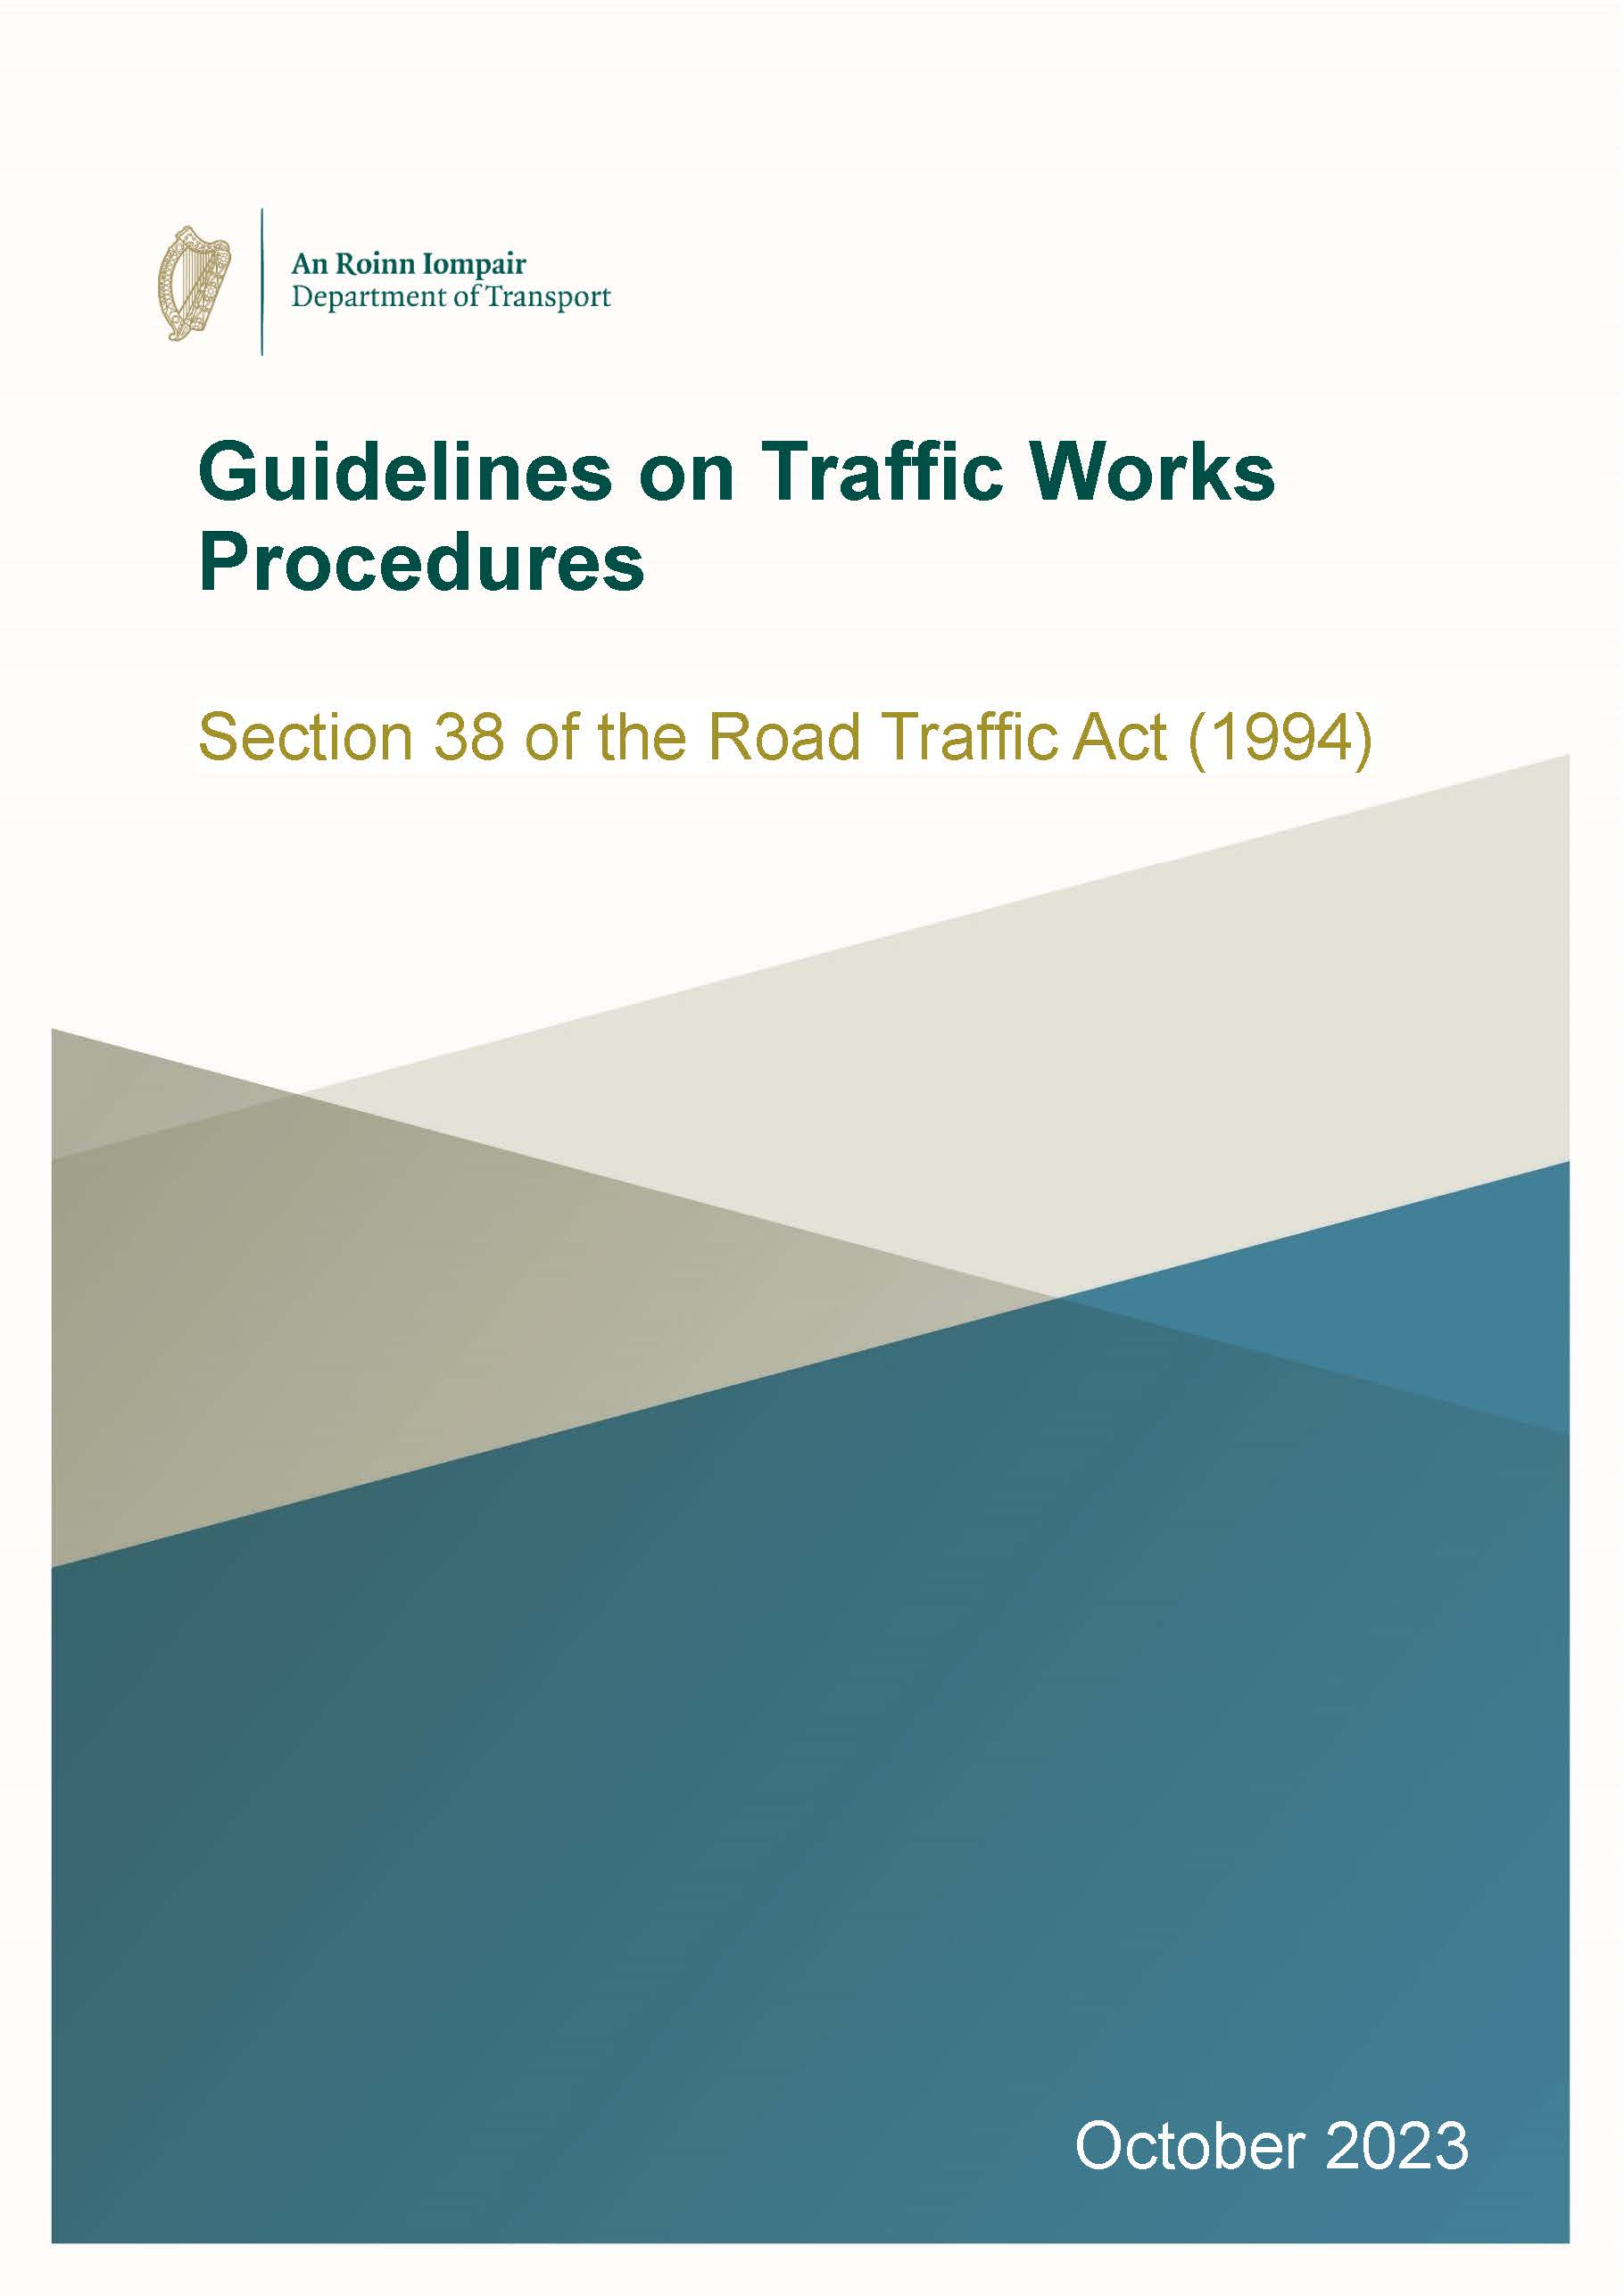 An Roinn Iompair
Department of Transport
Guidelines on Traffic Works
Procedures
Section 38 of the Road Traffic Act (1994)
October 2023